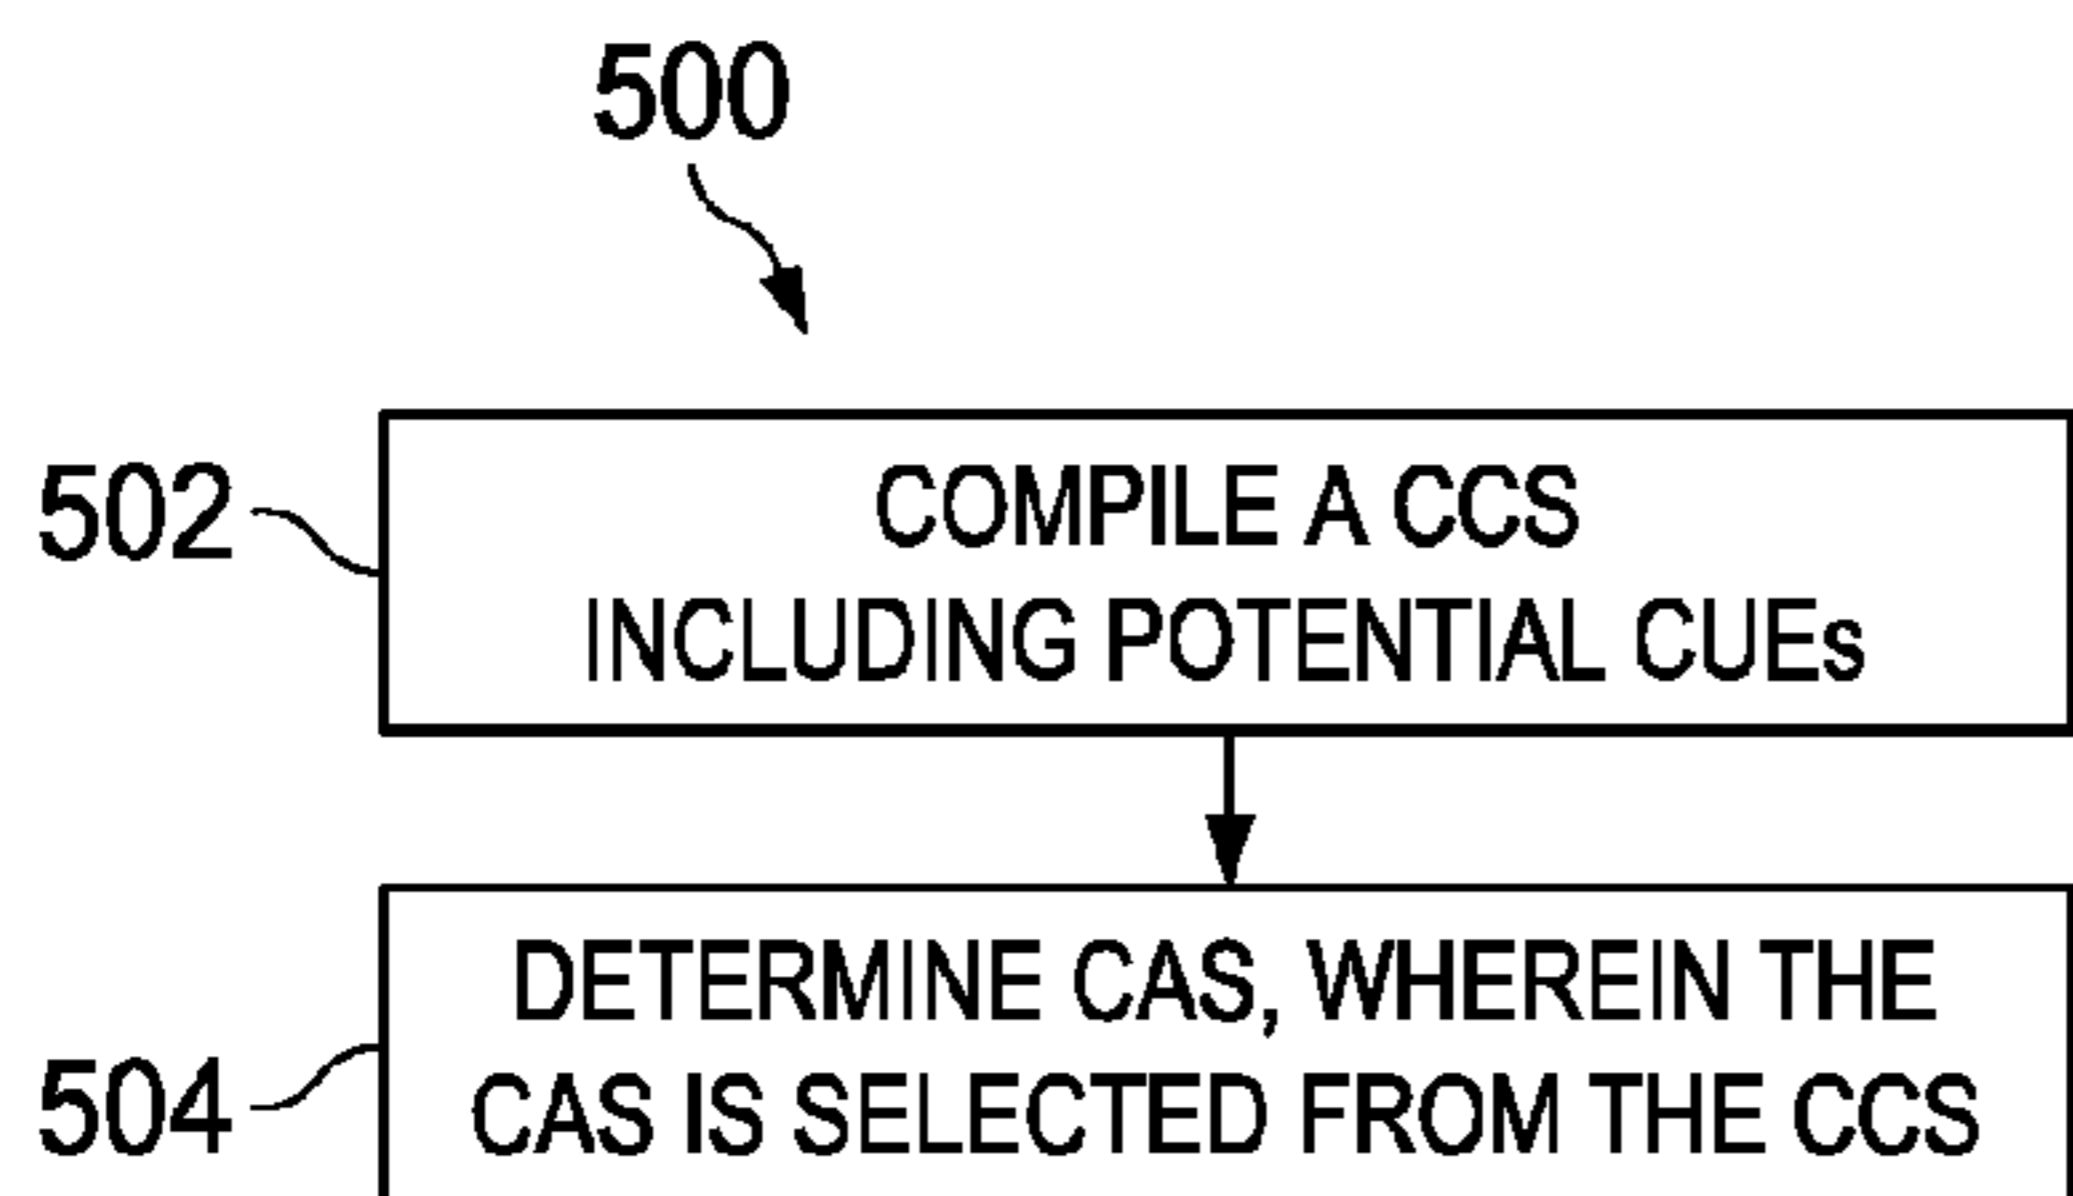 500
502
COMPILE A CCS
INCLUDING POTENTIAL CUEs
504
DETERMINE CAS, WHEREIN THE
CAS IS SELECTED FROM THE CCS